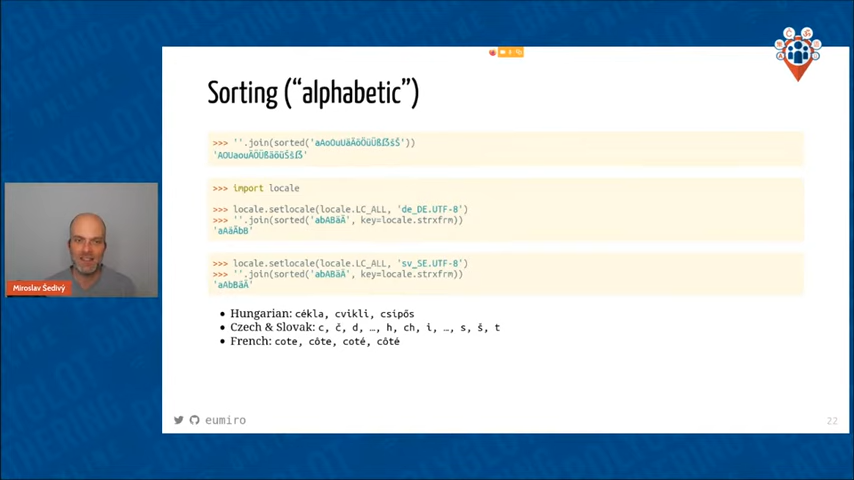 Sorting (“alphabetic”)
>>> ''.join(sorted('aAoOuUäÄöÖüÜßẞšŠ'))
'AOUaouÄÖÜßäöüŠšẞ'
>>> import locale
>>> locale.setlocale(locale.LC_ALL, 'de_DE.UTF-8')
>>> ''.join(sorted('abABäÄ', key=locale.strxfrm))
'aAäÄbB'
>>> locale.setlocale(locale.LC_ALL, 'sv_SE.UTF-8')
>>> ''.join(sorted('abABäÄ', key=locale.strxfrm))
'aAbBäÄ'
• Hungarian: cékla, cvikli, csipős
• Czech & Slovak: c, č, d, …, h, ch, i, …, s, š, t
• French: cote, côte, coté, côté
Miroslav Šedivý
eumiro
22